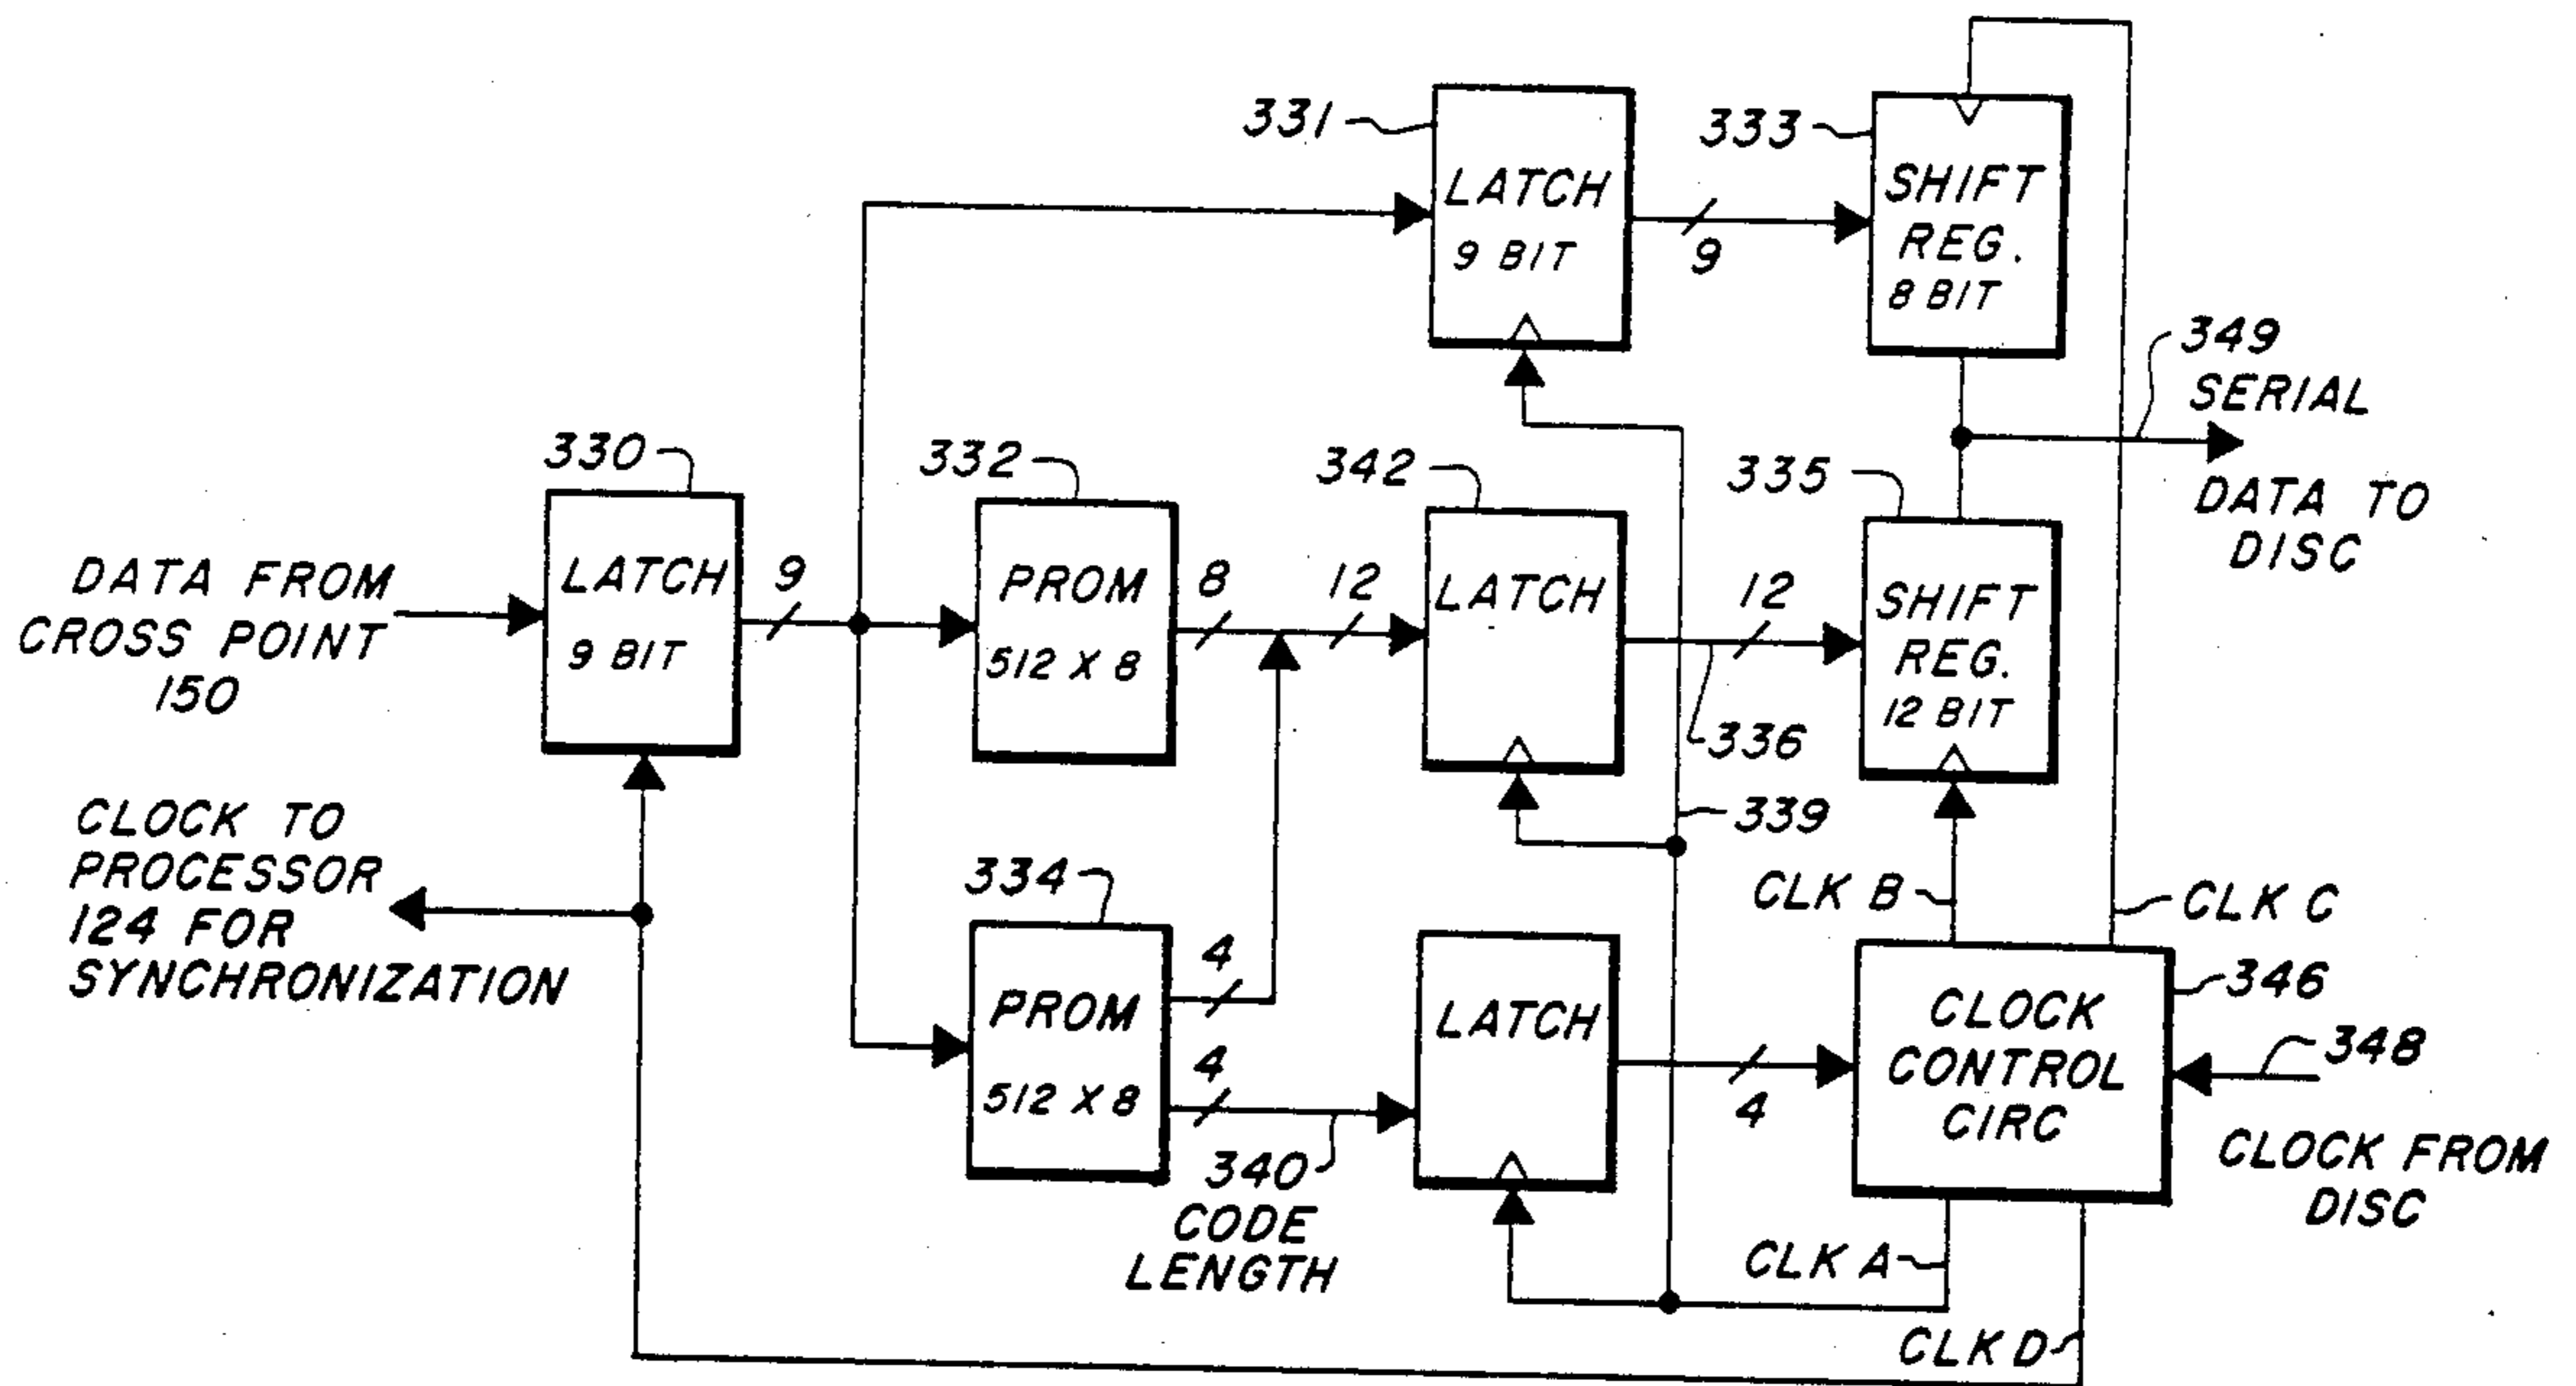 331
LATCH
9 BIT
9
333
SHIFT
REG.
8 BIT
349
SERIAL
DATA TO
DISC
330
LATCH
9 BIT
9
DATA FROM
CROSS POINT
150
332
PROM
512 X 8
8
12
342
LATCH
12
336
335
SHIFT
REG.
12 BIT
339
CLOCK TO
PROCESSOR
124 FOR
SYNCHRONIZATION
334
PROM
512 X 8
4
4
340
CODE
LENGTH
LATCH
4
CLK B
CLK C
346
CLOCK
CONTROL
CIRC
348
CLOCK FROM
DISC
CLK A
CLK D